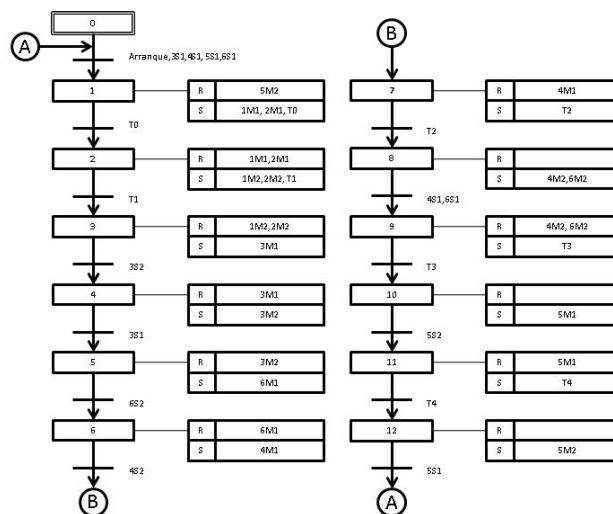 0
A
Arranque,3S1,4S1, 5S1,6S1
1
R 5M2
S 1M1, 2M1, T0
T0
2
R 1M1,2M1
S 1M2,2M2, T1
T1
3
R 1M2,2M2
S 3M1
3S2
4
R 3M1
S 3M2
3S1
5
R 3M2
S 6M1
6S2
6
R 6M1
S 4M1
4S2
B
B
7
R 4M1
S T2
T2
8
R
S 4M2,6M2
4S1,6S1
9
R 4M2, 6M2
S T3
T3
10
R
S 5M1
5S2
11
R 5M1
S T4
T4
12
R
S 5M2
5S1
A